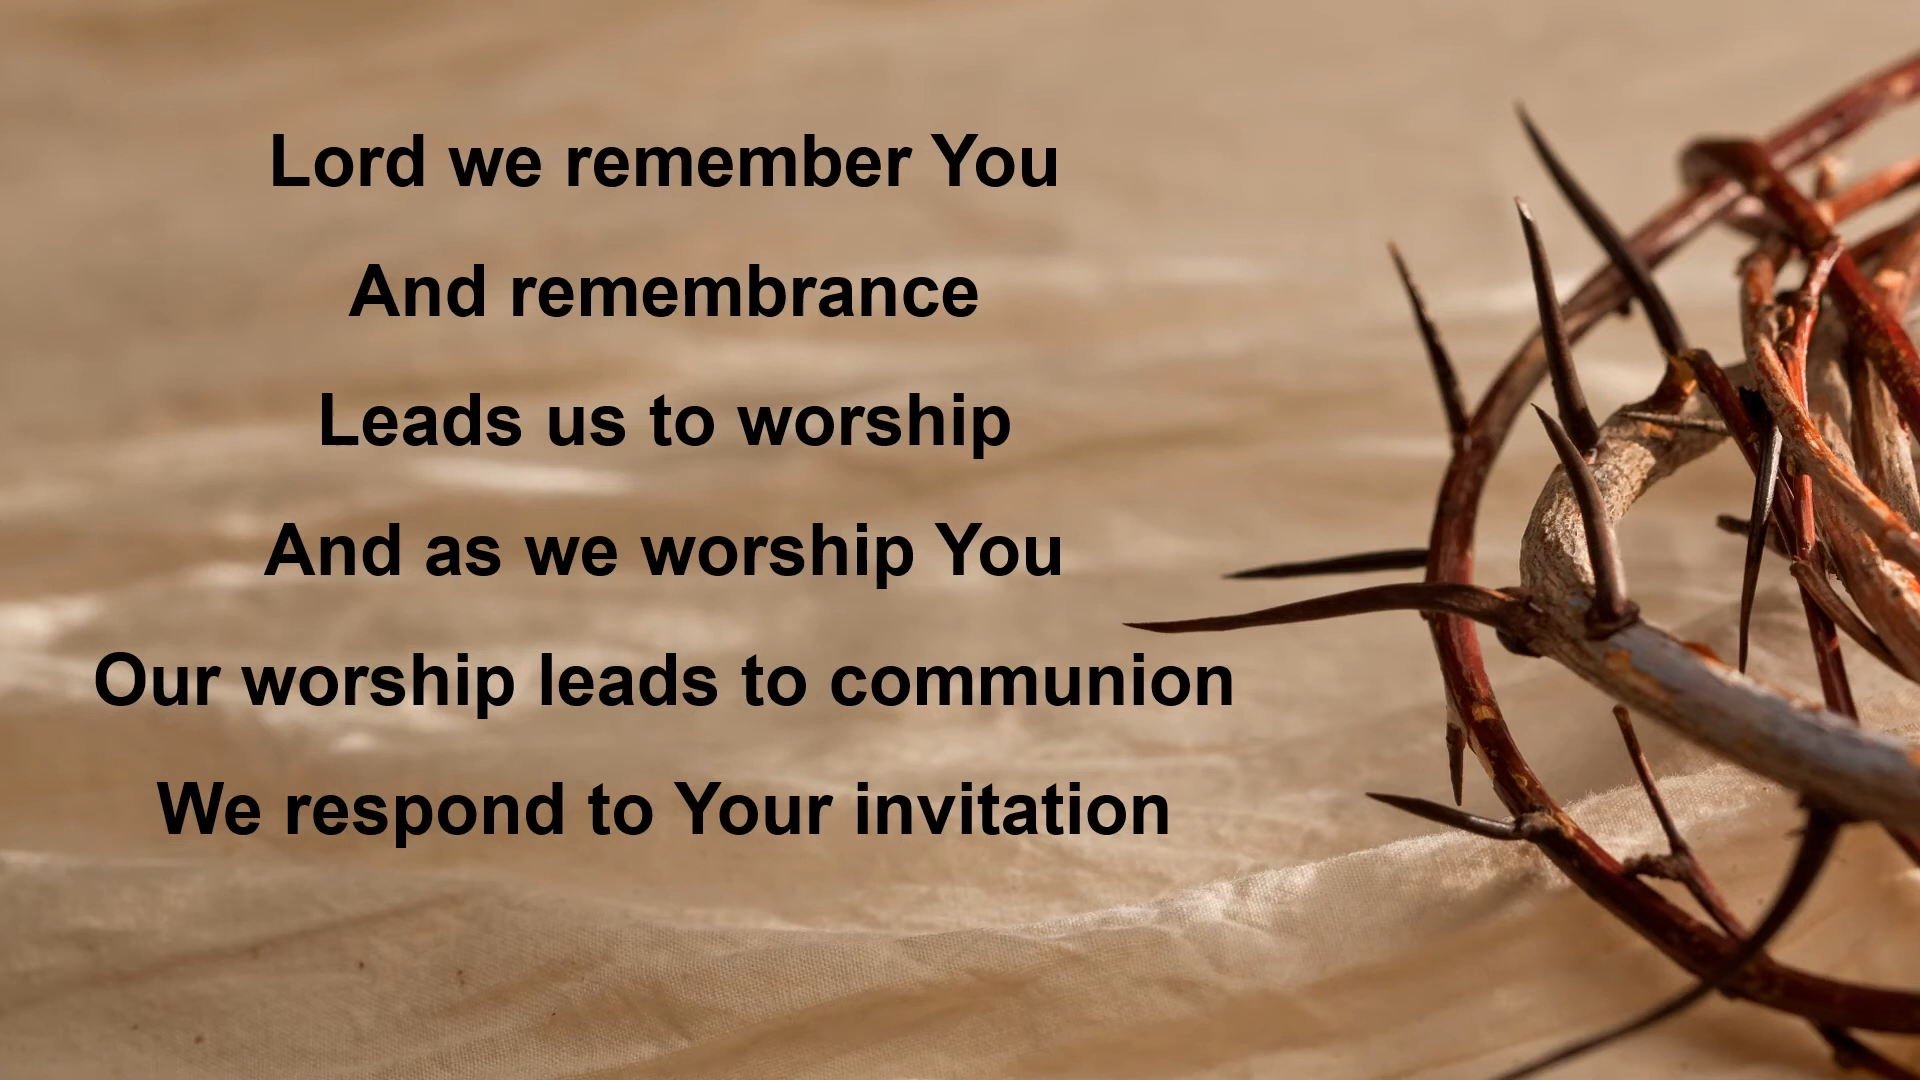 Lord we remember You
And remembrance
Leads us to worship
And as we worship You
Our worship leads to communion
We respond to Your invitation